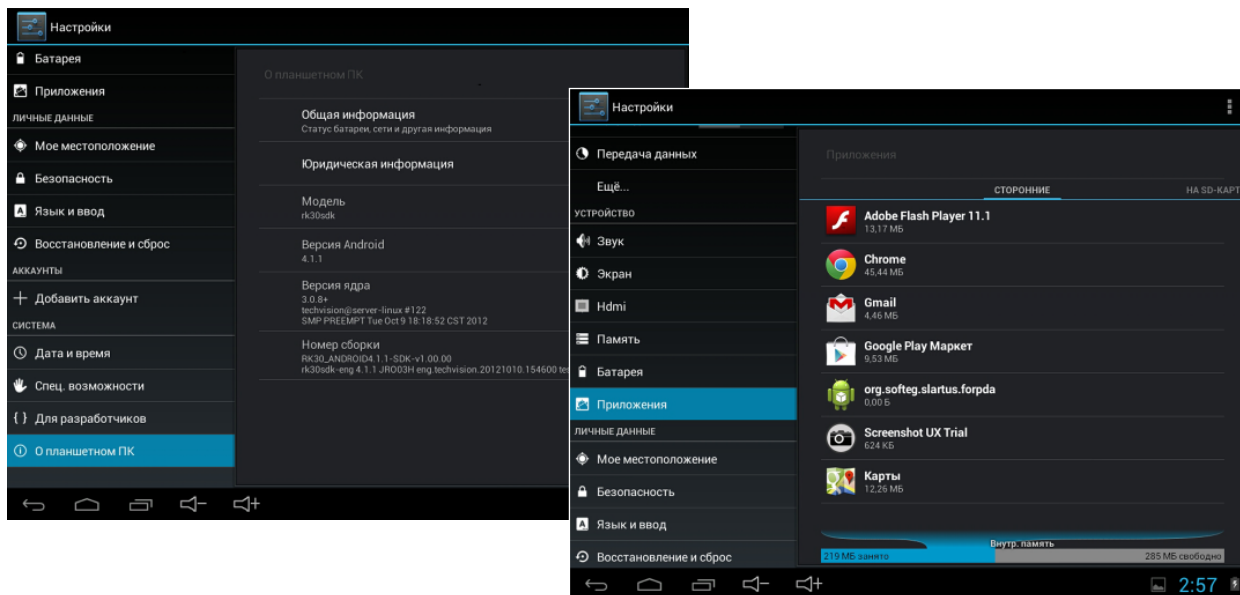 Настройки
Батарея
Приложения
ЛИЧНЫЕ ДАННЫЕ
Мое местоположение
Безопасность
Язык и ввод
Восстановление и сброс
АККАУНТЫ
Добавить аккаунт
СИСТЕМА
Дата и время
Спец. возможности
Для разработчиков
О планшетном ПК
О планшетном ПК
Общая информация
Статус батареи, сети и другая информация
Юридическая информация
Модель
rk30sdk
Версия Android
4.1.1
Версия ядра
3.0.8+
techvision@server-linux #122
SMP PREEMPT Tue Oct 9 18:18:52 CST 2012
Номер сборки
RK30_ANDROID4.1.1-SDK-v1.00.00
rk30sdk-eng 4.1.1 JRO03H eng.techvision.20121010.154600
Настройки
Передача данных
Ещё...
УСТРОЙСТВО
Звук
Экран
Hdmi
Память
Батарея
Приложения
ЛИЧНЫЕ ДАННЫЕ
Мое местоположение
Безопасность
Язык и ввод
Восстановление и сброс
Приложения
СТОРОННИЕ НА SD-КАРТ
Adobe Flash Player 11.1
13,17 МБ
Chrome
45,44 МБ
Gmail
4,46 МБ
Google Play Маркет
9,53 МБ
org.softeg.slartus.forpda
0,00 Б
Screenshot UX Trial
624 КБ
Карты
12,26 МБ
Внутр. память
219 МБ занято 285 МБ свободно
2:57